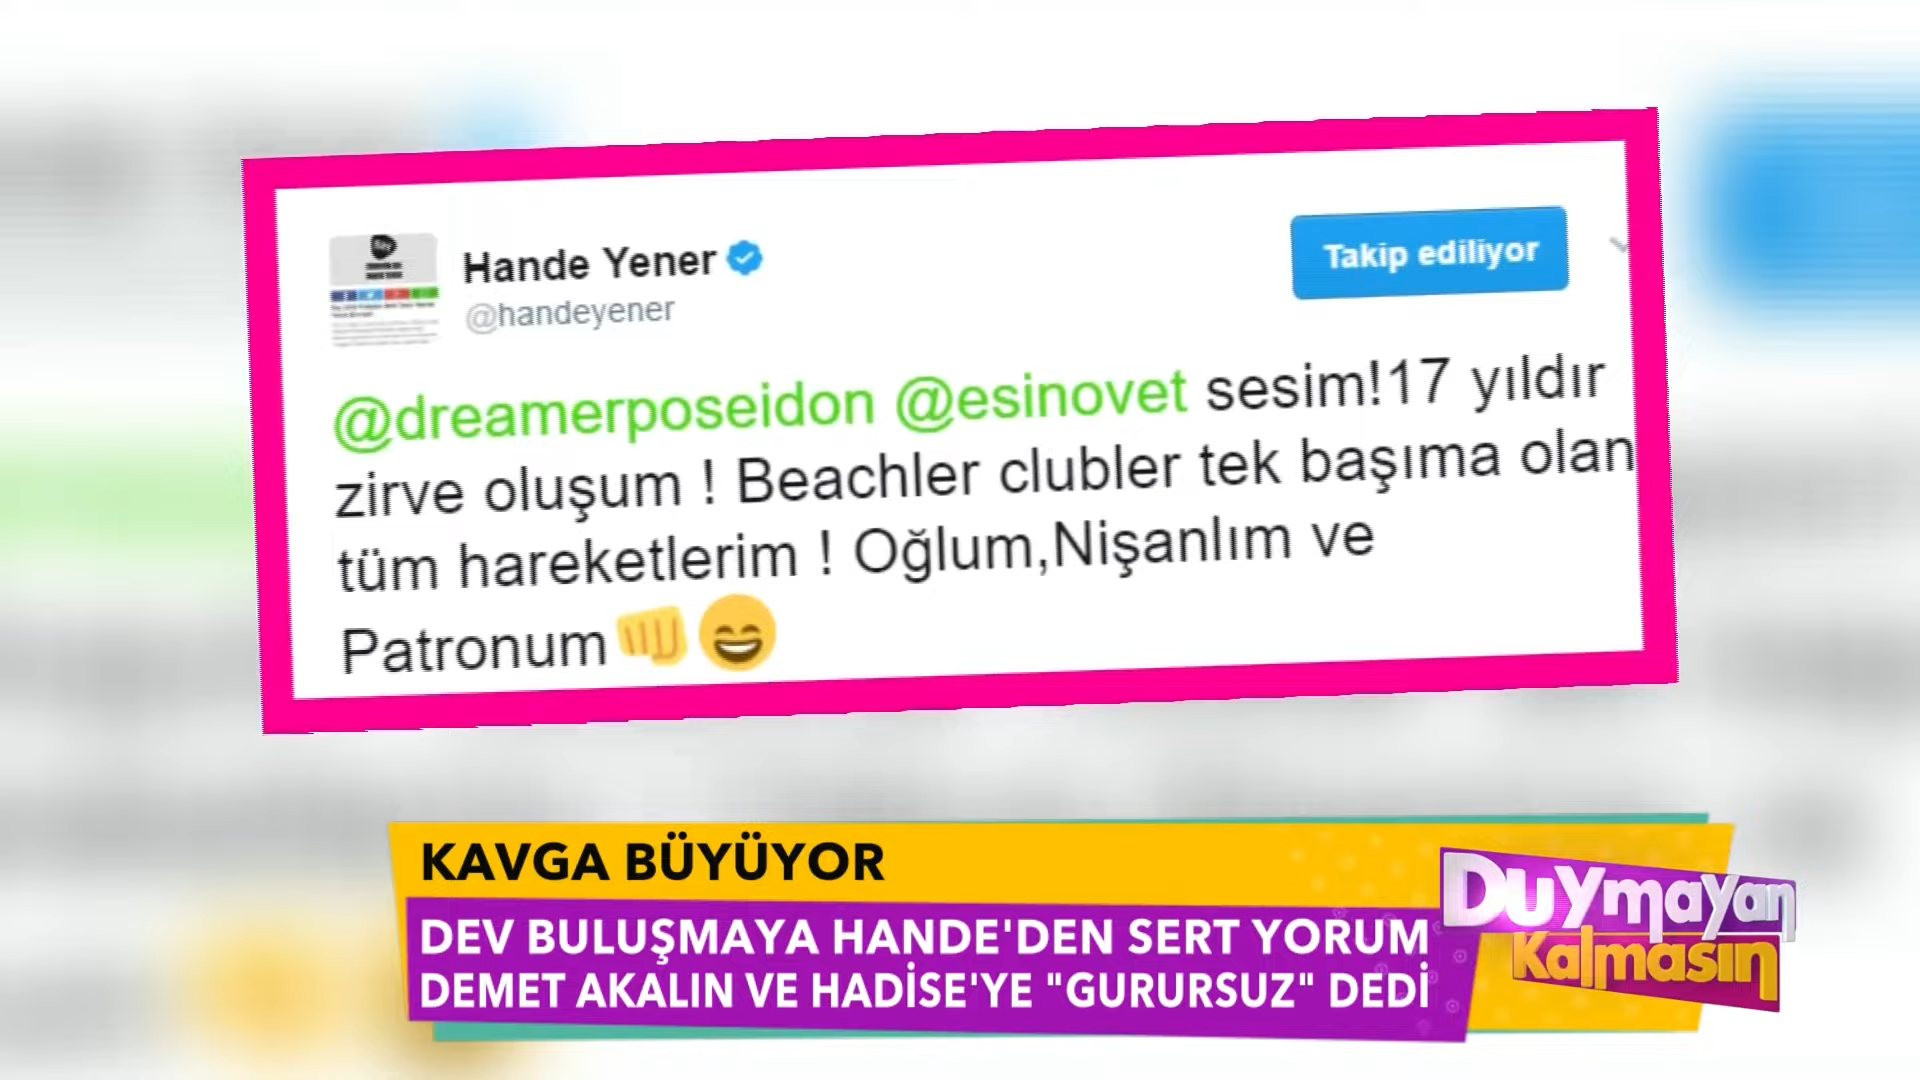 Hande Yener
@handeyener
Takip ediliyor
@dreamerposeidon @esinovet sesim!17 yıldır
zirve oluşum ! Beachler clubler tek başıma olan
tüm hareketlerim ! Oğlum,Nişanlım ve
Patronum👊😄
KAVGA BÜYÜYOR
DEV BULUŞMAYA HANDE'DEN SERT YORUM
DEMET AKALIN VE HADİSE'YE "GURURSUZ" DEDİ
Duymayan
Kalmasın